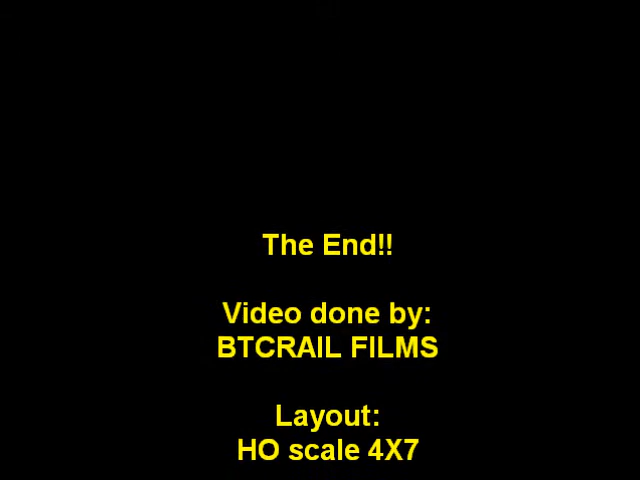 The End!!
Video done by:
BTCRAIL FILMS
Layout:
HO scale 4X7